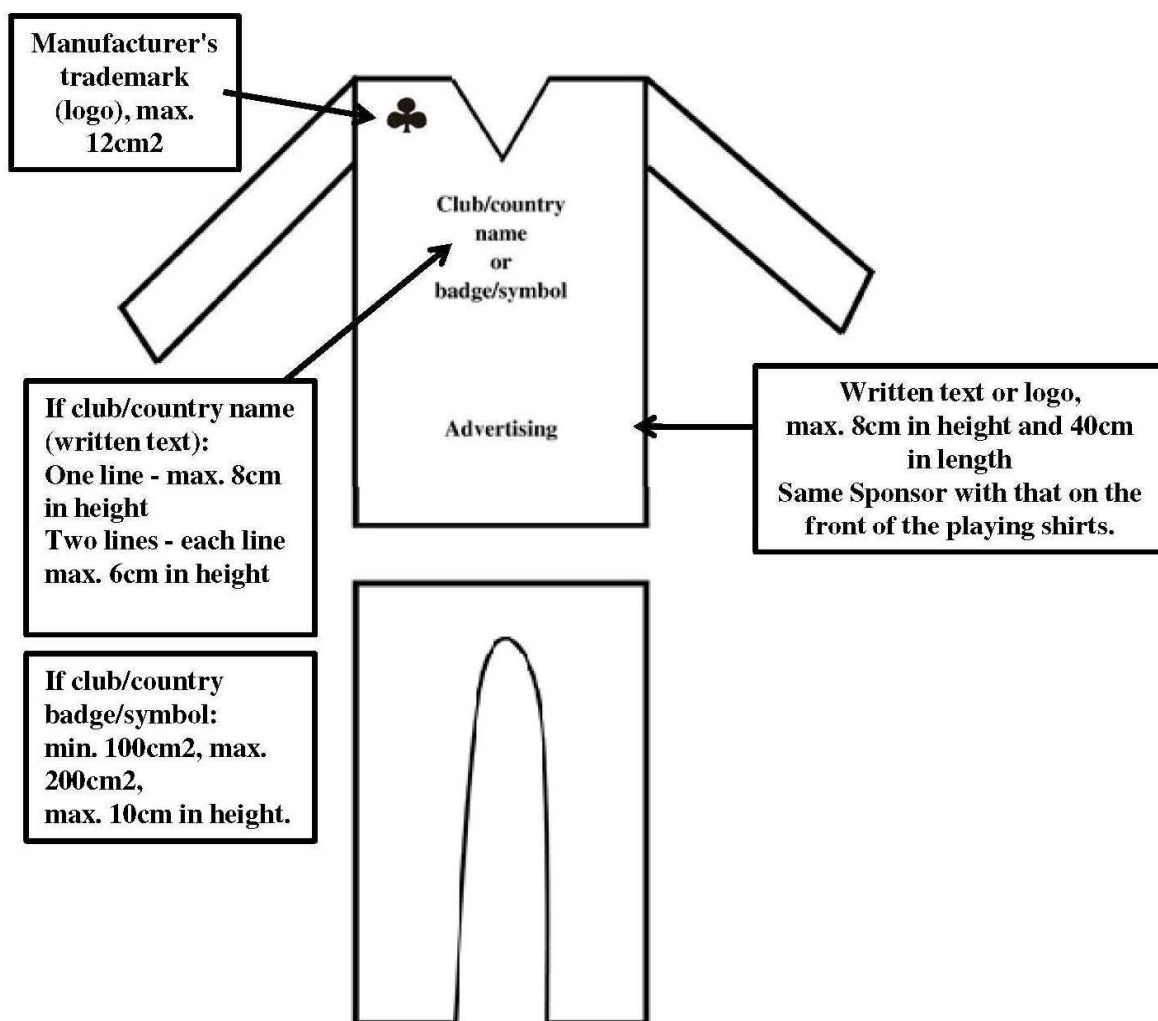 Manufacturer's
trademark
(logo), max.
12cm2
Club/country
name
or
badge/symbol
If club/country name
(written text):
One line - max. 8cm
in height
Two lines - each line
max. 6cm in height
Advertising
Written text or logo,
max. 8cm in height and 40cm
in length
Same Sponsor with that on the
front of the playing shirts.
If club/country
badge/symbol:
min. 100cm2, max.
200cm2,
max. 10cm in height.